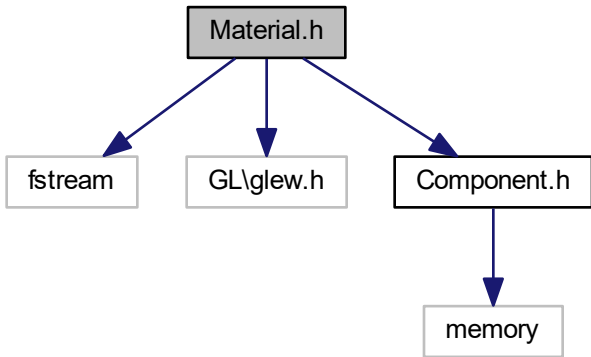 Material.h
fstream
GL\glew.h
Component.h
memory